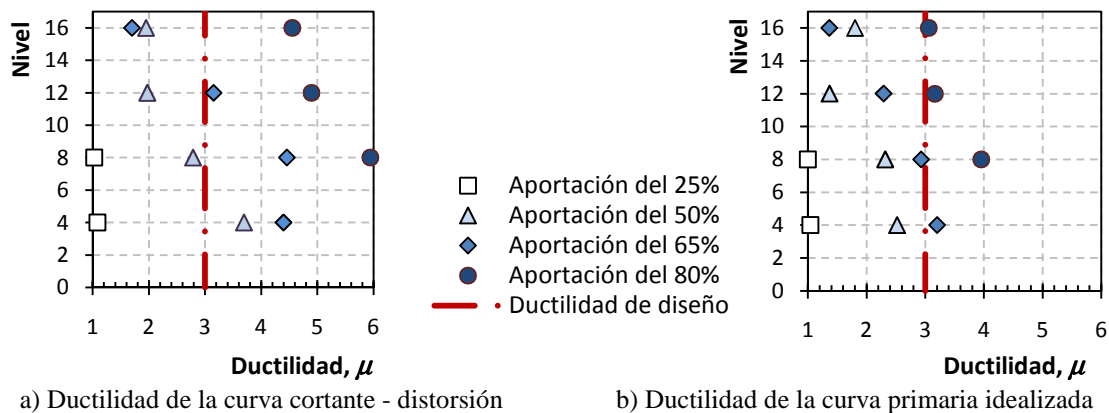 Nivel
16
14
12
10
8
6
4
2
0
1 2 3 4 5 6
Ductilidad, μ
a) Ductilidad de la curva cortante - distorsión
Aportación del 25%
Aportación del 50%
Aportación del 65%
Aportación del 80%
Ductilidad de diseño
Nivel
16
14
12
10
8
6
4
2
0
1 2 3 4 5 6
Ductilidad, μ
b) Ductilidad de la curva primaria idealizada